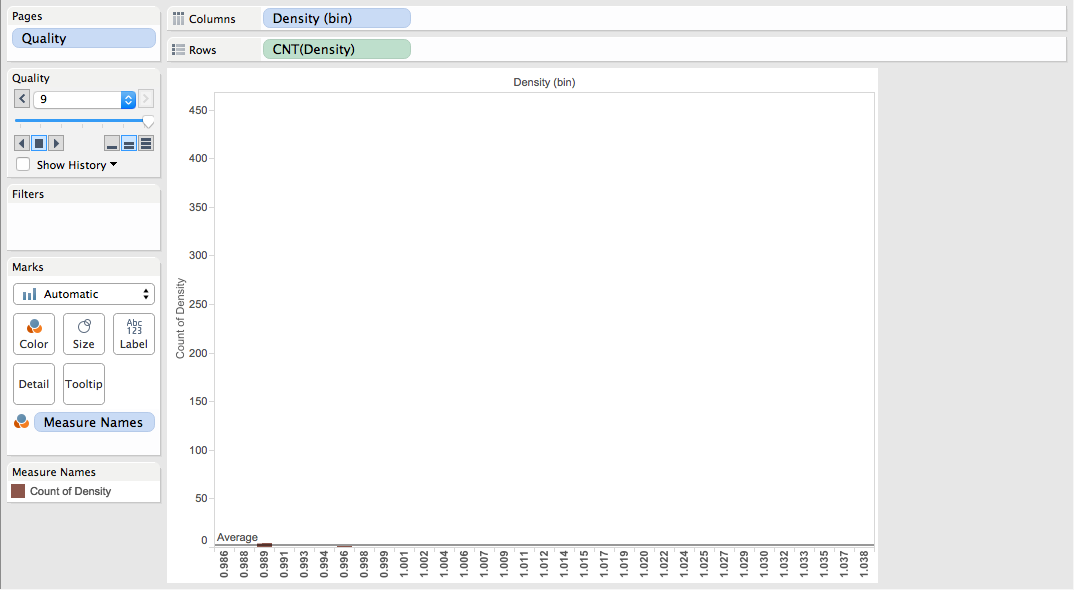 Pages
Quality
Columns
Density (bin)
Rows
CNT(Density)
Quality
9
Show History
Filters
Marks
Automatic
Color
Size
Abc
123
Label
Detail
Tooltip
Measure Names
Measure Names
Count of Density
Density (bin)
Count of Density
450
400
350
300
250
200
150
100
50
0
Average
0.986
0.988
0.989
0.991
0.993
0.994
0.996
0.998
0.999
1.001
1.002
1.004
1.006
1.007
1.009
1.011
1.012
1.014
1.015
1.017
1.019
1.020
1.022
1.024
1.025
1.027
1.029
1.030
1.032
1.033
1.035
1.037
1.038